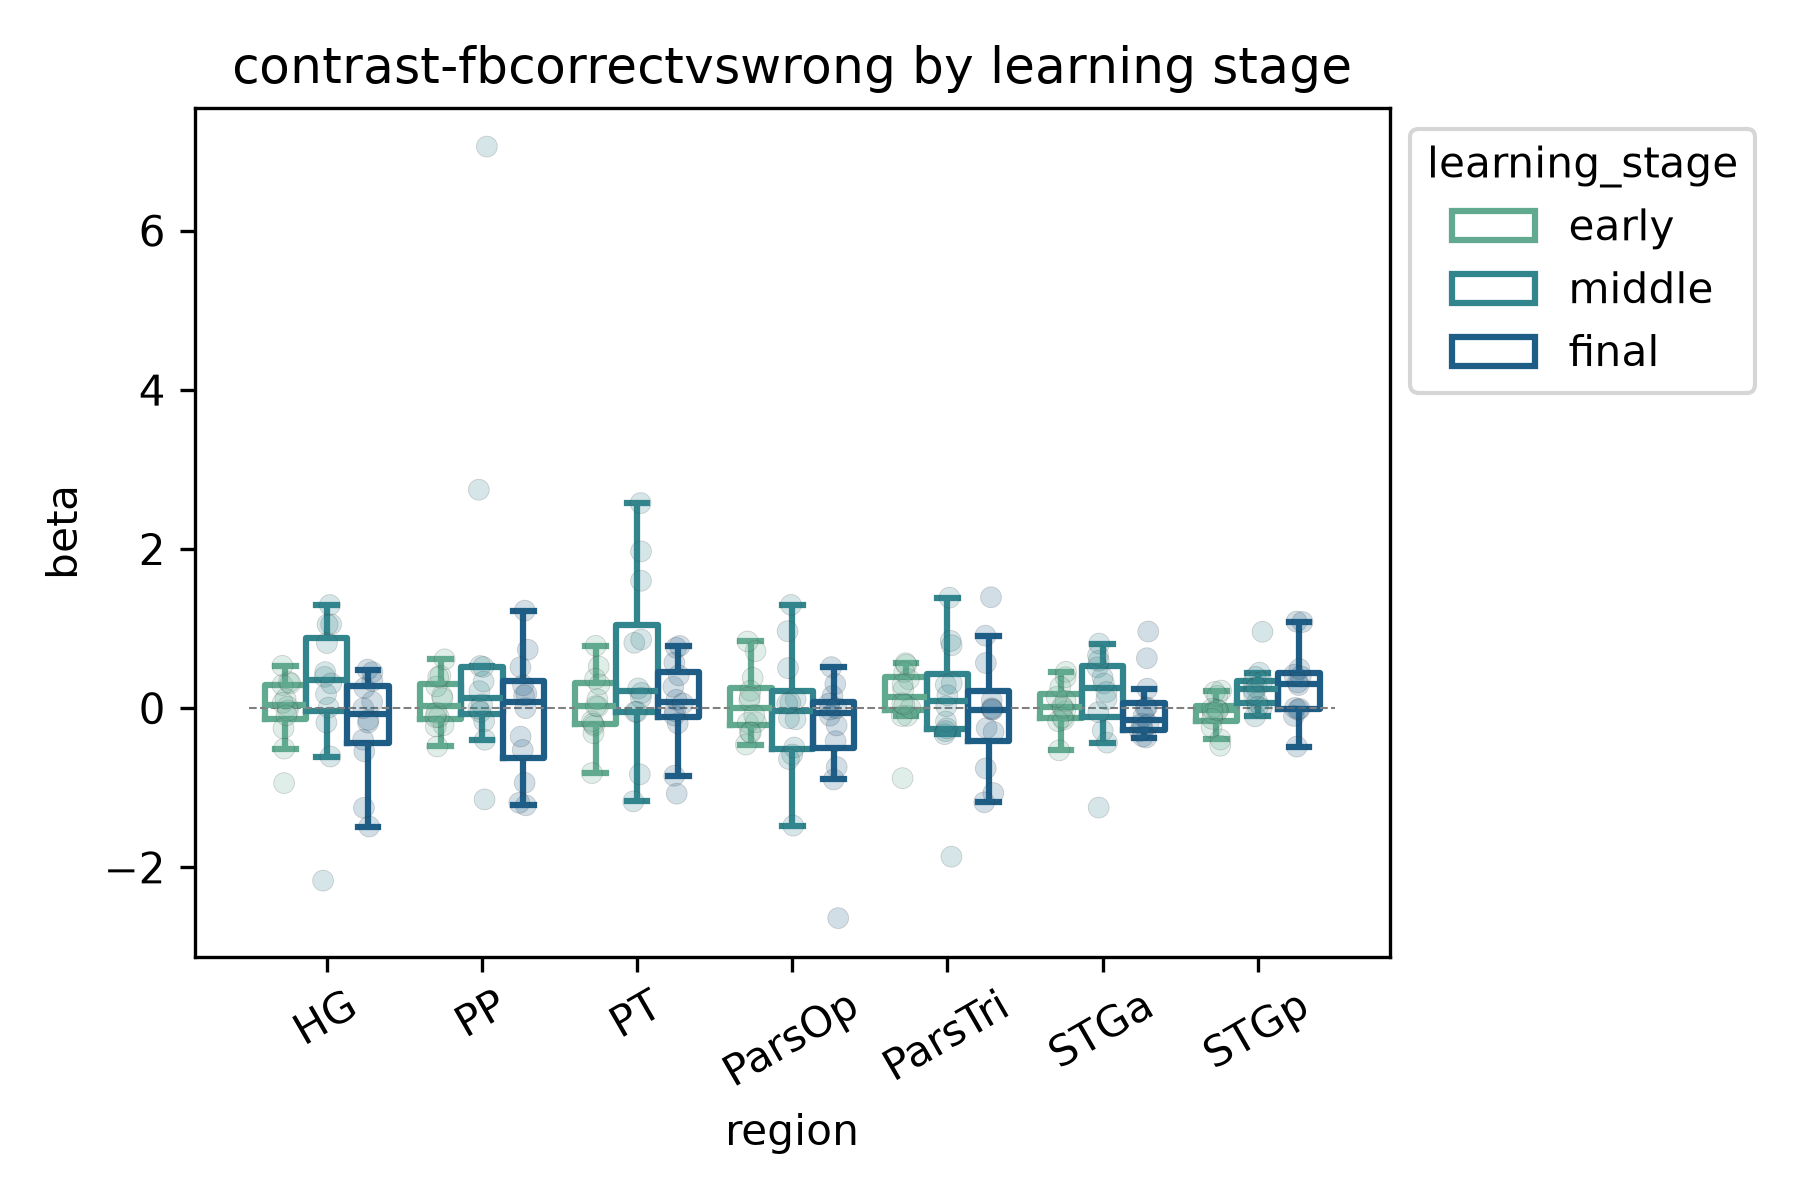 contrast-fbcorrectvswrong by learning stage
learning_stage
early
middle
final
beta
6
4
2
0
−2
HG
PP
PT
ParsOp
ParsTri
STGa
STGp
region